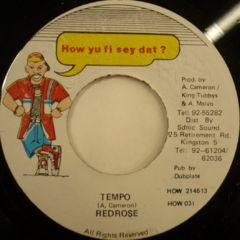 How yu fi sey dat ?
Prod. by
A. Cameron /
King Tubbys
& A. Malvo
Tel: 92-55282
Dist By
Sonic Sound
25 Retirement Rd.
Kingston 5
Tel: 92-61204/
62036
Pub by
Dubplate
HOW 214513
HOW 031
TEMPO
(A. Cameron)
REDROSE
All Rights Reserved